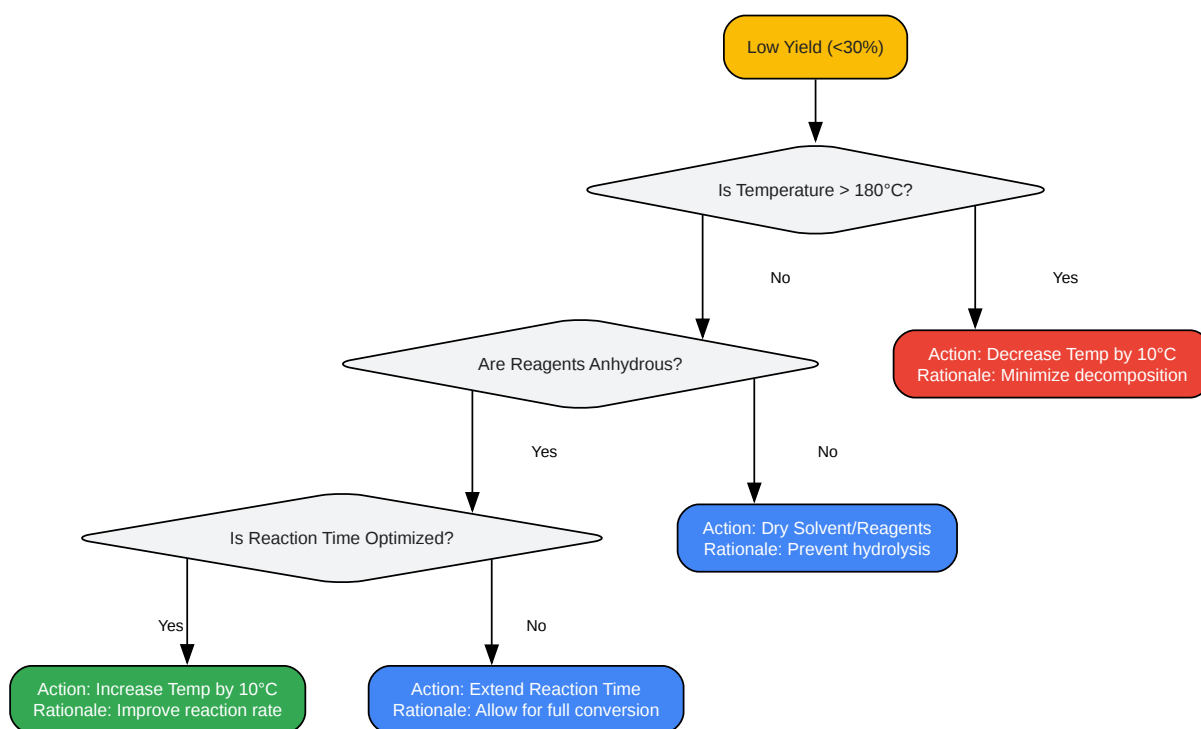 Low Yield (<30%)
Is Temperature > 180°C?
No
Yes
Are Reagents Anhydrous?
Action: Decrease Temp by 10°C
Rationale: Minimize decomposition
Yes
No
Is Reaction Time Optimized?
Action: Dry Solvent/Reagents
Rationale: Prevent hydrolysis
Yes
No
Action: Increase Temp by 10°C
Rationale: Improve reaction rate
Action: Extend Reaction Time
Rationale: Allow for full conversion